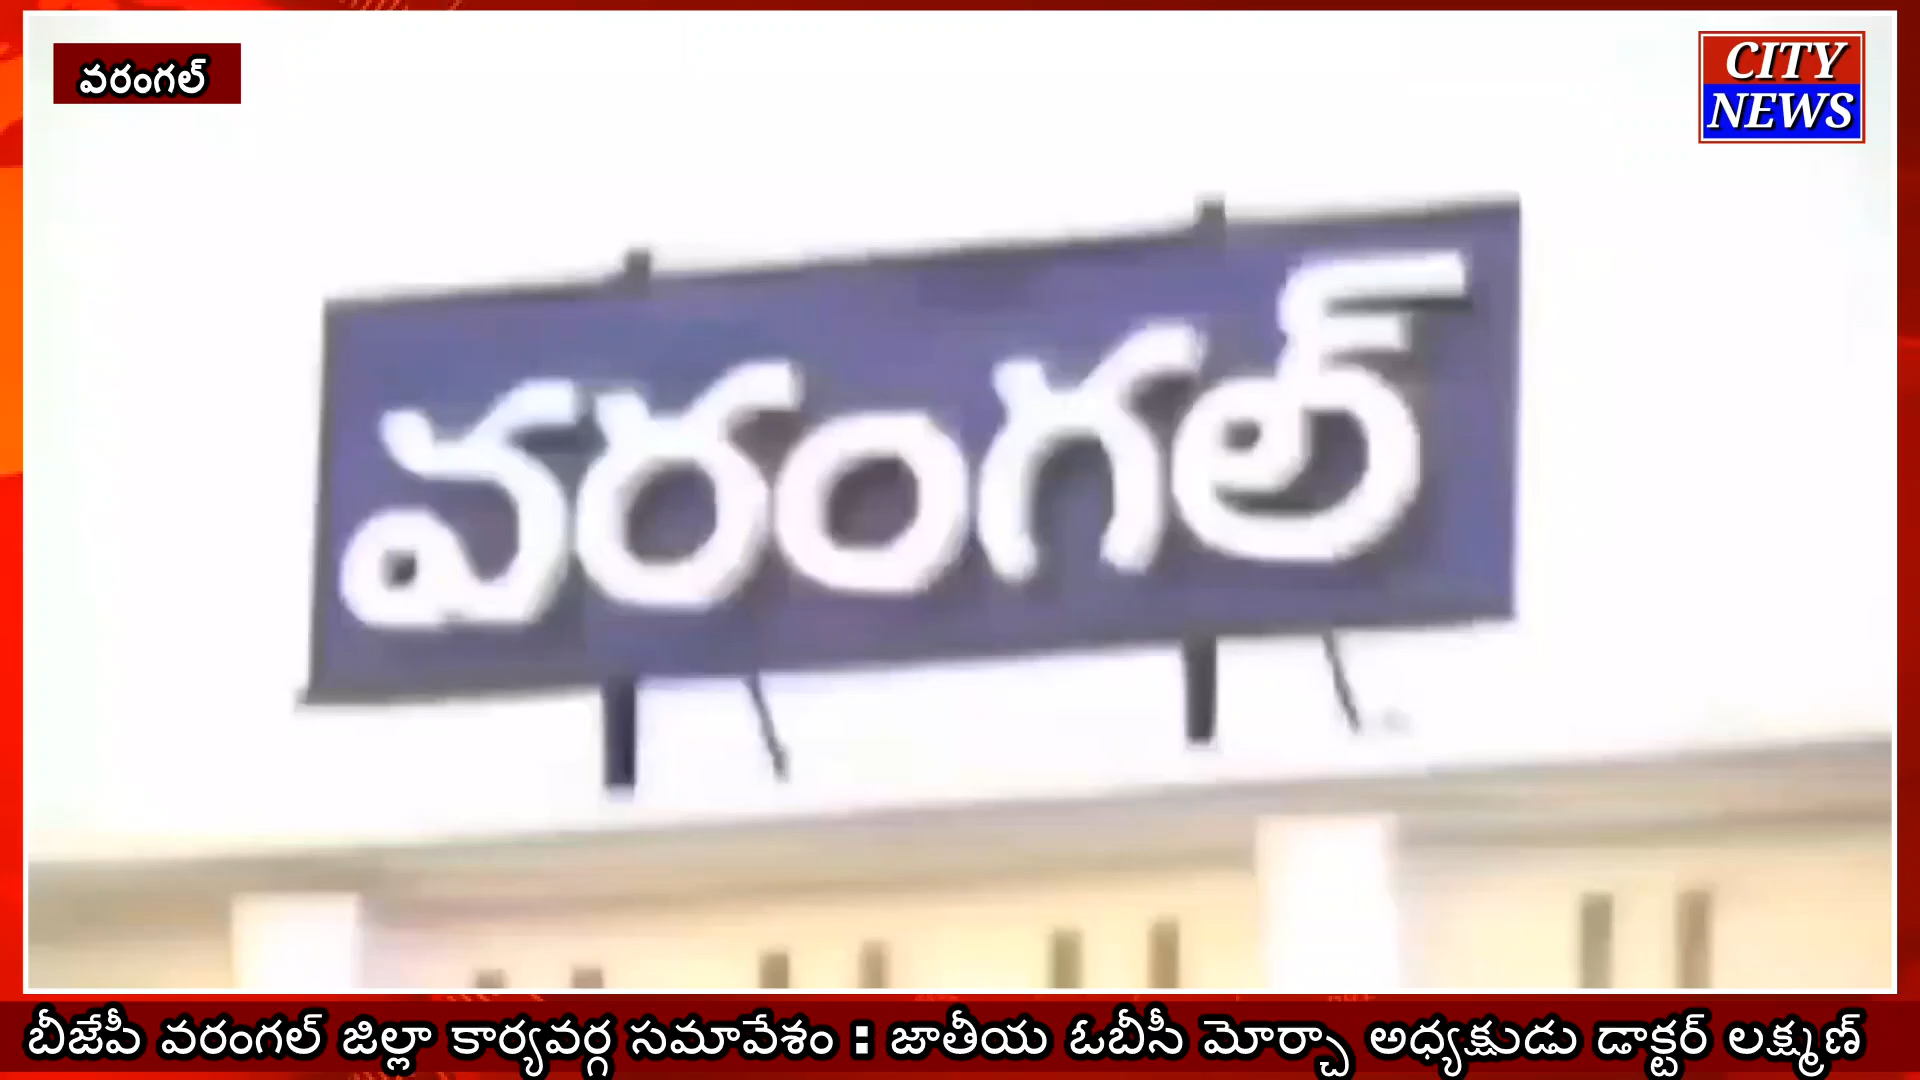 వరంగల్
CITY
NEWS
వరంగల్
బీజేపీ వరంగల్ జిల్లా కార్యవర్గ సమావేశం : జాతీయ ఓబీసీ మోర్చా అధ్యక్షుడు డాక్టర్ లక్ష్మణ్